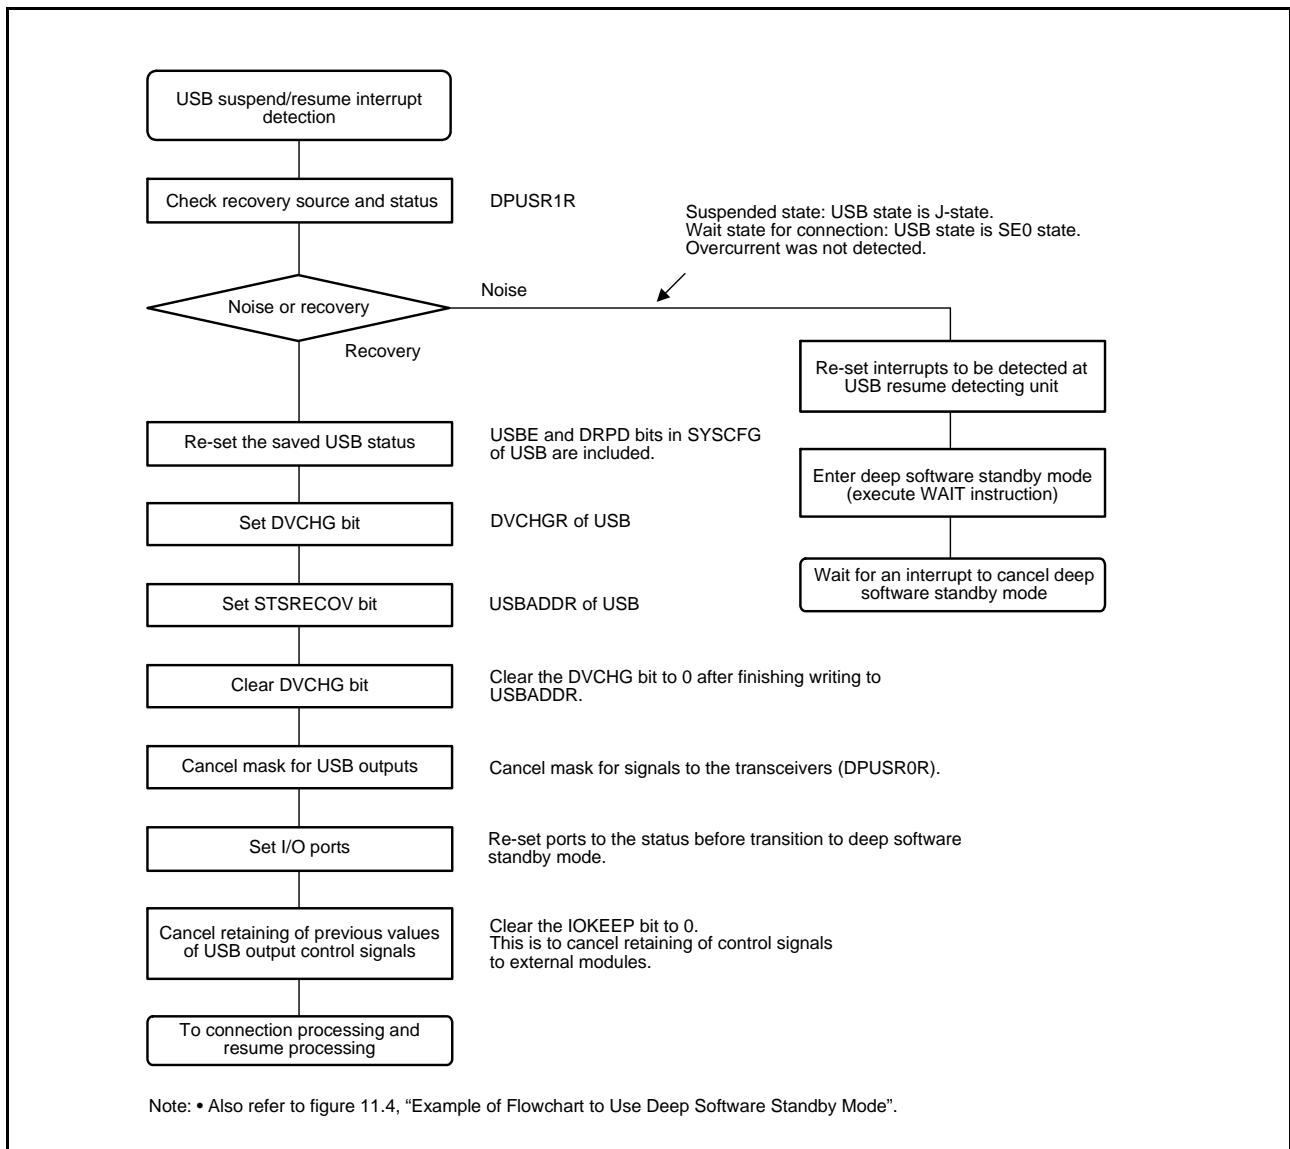 USB suspend/resume interrupt
detection
Check recovery source and status
DPUSR1R
Suspended state: USB state is J-state.
Wait state for connection: USB state is SE0 state.
Overcurrent was not detected.
Noise or recovery
Noise
Recovery
Re-set interrupts to be detected at
USB resume detecting unit
Re-set the saved USB status
USBE and DRPD bits in SYSCFG
of USB are included.
Enter deep software standby mode
(execute WAIT instruction)
Set DVCHG bit
DVCHGR of USB
Wait for an interrupt to cancel deep
software standby mode
Set STSRECOV bit
USBADDR of USB
Clear DVCHG bit
Clear the DVCHG bit to 0 after finishing writing to
USBADDR.
Cancel mask for USB outputs
Cancel mask for signals to the transceivers (DPUSR0R).
Set I/O ports
Re-set ports to the status before transition to deep software
standby mode.
Cancel retaining of previous values
of USB output control signals
Clear the IOKEEP bit to 0.
This is to cancel retaining of control signals
to external modules.
To connection processing and
resume processing
Note: • Also refer to figure 11.4, “Example of Flowchart to Use Deep Software Standby Mode”.